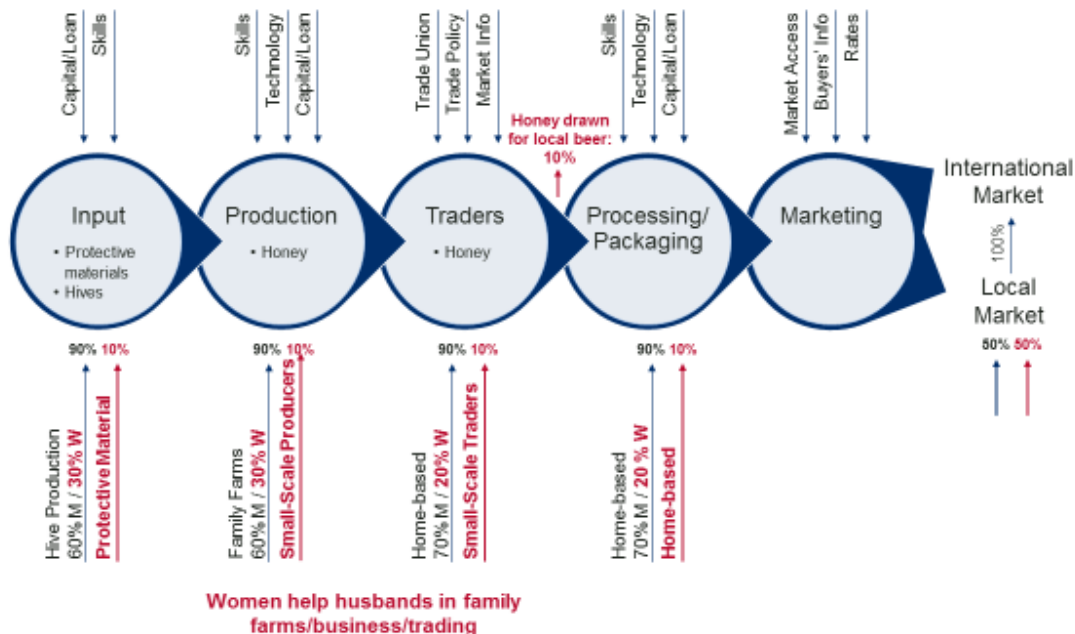 Capital/Loan
Skills
Skills
Technology
Capital/Loan
Trade Union
Trade Policy
Market Info
Skills
Technology
Capital/Loan
Market Access
Buyers' Info
Rates
Honey drawn
for local beer:
10%
Input
• Protective
materials
• Hives
Production
• Honey
Traders
• Honey
Processing/
Packaging
Marketing
International
Market
100%
Local
Market
50% 50%
90% 10%
90% 10%
90% 10%
90% 10%
Hive Production
60% M / 30% W
Protective Material
Family Farms
60% M / 30% W
Small-Scale Producers
Home-based
70% M / 20% W
Small-Scale Traders
Home-based
70% M / 20 % W
Home-based
Women help husbands in family
farms/business/trading